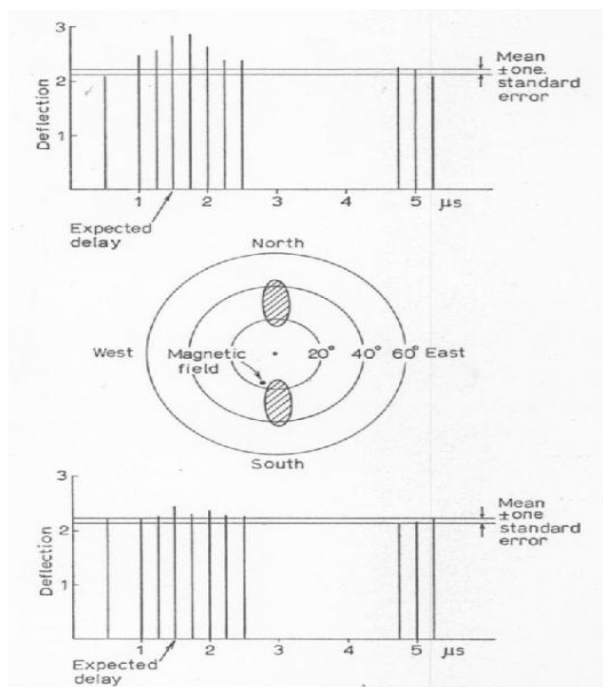 3
Mean
±one.
standard
error
2
Deflection
1
1 2 3 4 5 μs
Expected
delay
North
West Magnetic field 20° 40° 60° East
South
3
Mean
±one
standard
error
2
Deflection
1
1 2 3 4 5 μs
Expected
delay